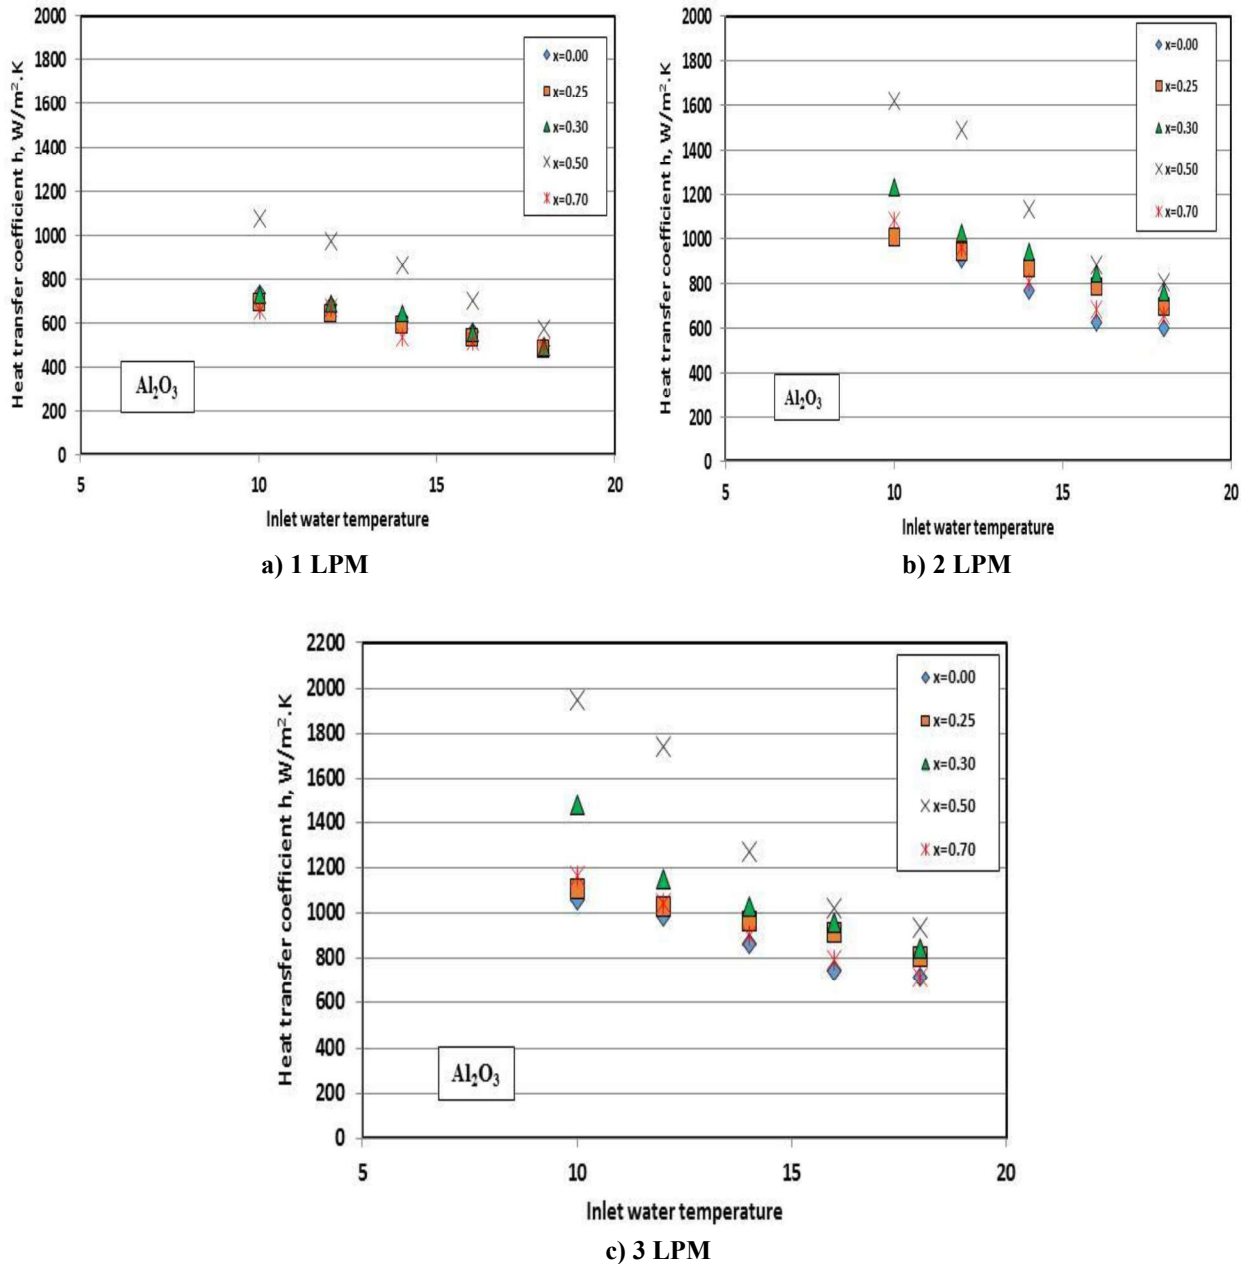 2000
1800
1600
1400
1200
1000
800
600
400
200
0
Heat transfer coefficient h, W/m².K
x=0.00
x=0.25
x=0.30
x=0.50
x=0.70
Al₂O₃
5 10 15 20
Inlet water temperature
a) 1 LPM
2000
1800
1600
1400
1200
1000
800
600
400
200
0
Heat transfer coefficient h, W/m².K
x=0.00
x=0.25
x=0.30
x=0.50
x=0.70
Al₂O₃
5 10 15 20
Inlet water temperature
b) 2 LPM
2200
2000
1800
1600
1400
1200
1000
800
600
400
200
0
Heat transfer coefficient h, W/m².K
x=0.00
x=0.25
x=0.30
x=0.50
x=0.70
Al₂O₃
5 10 15 20
Inlet water temperature
c) 3 LPM